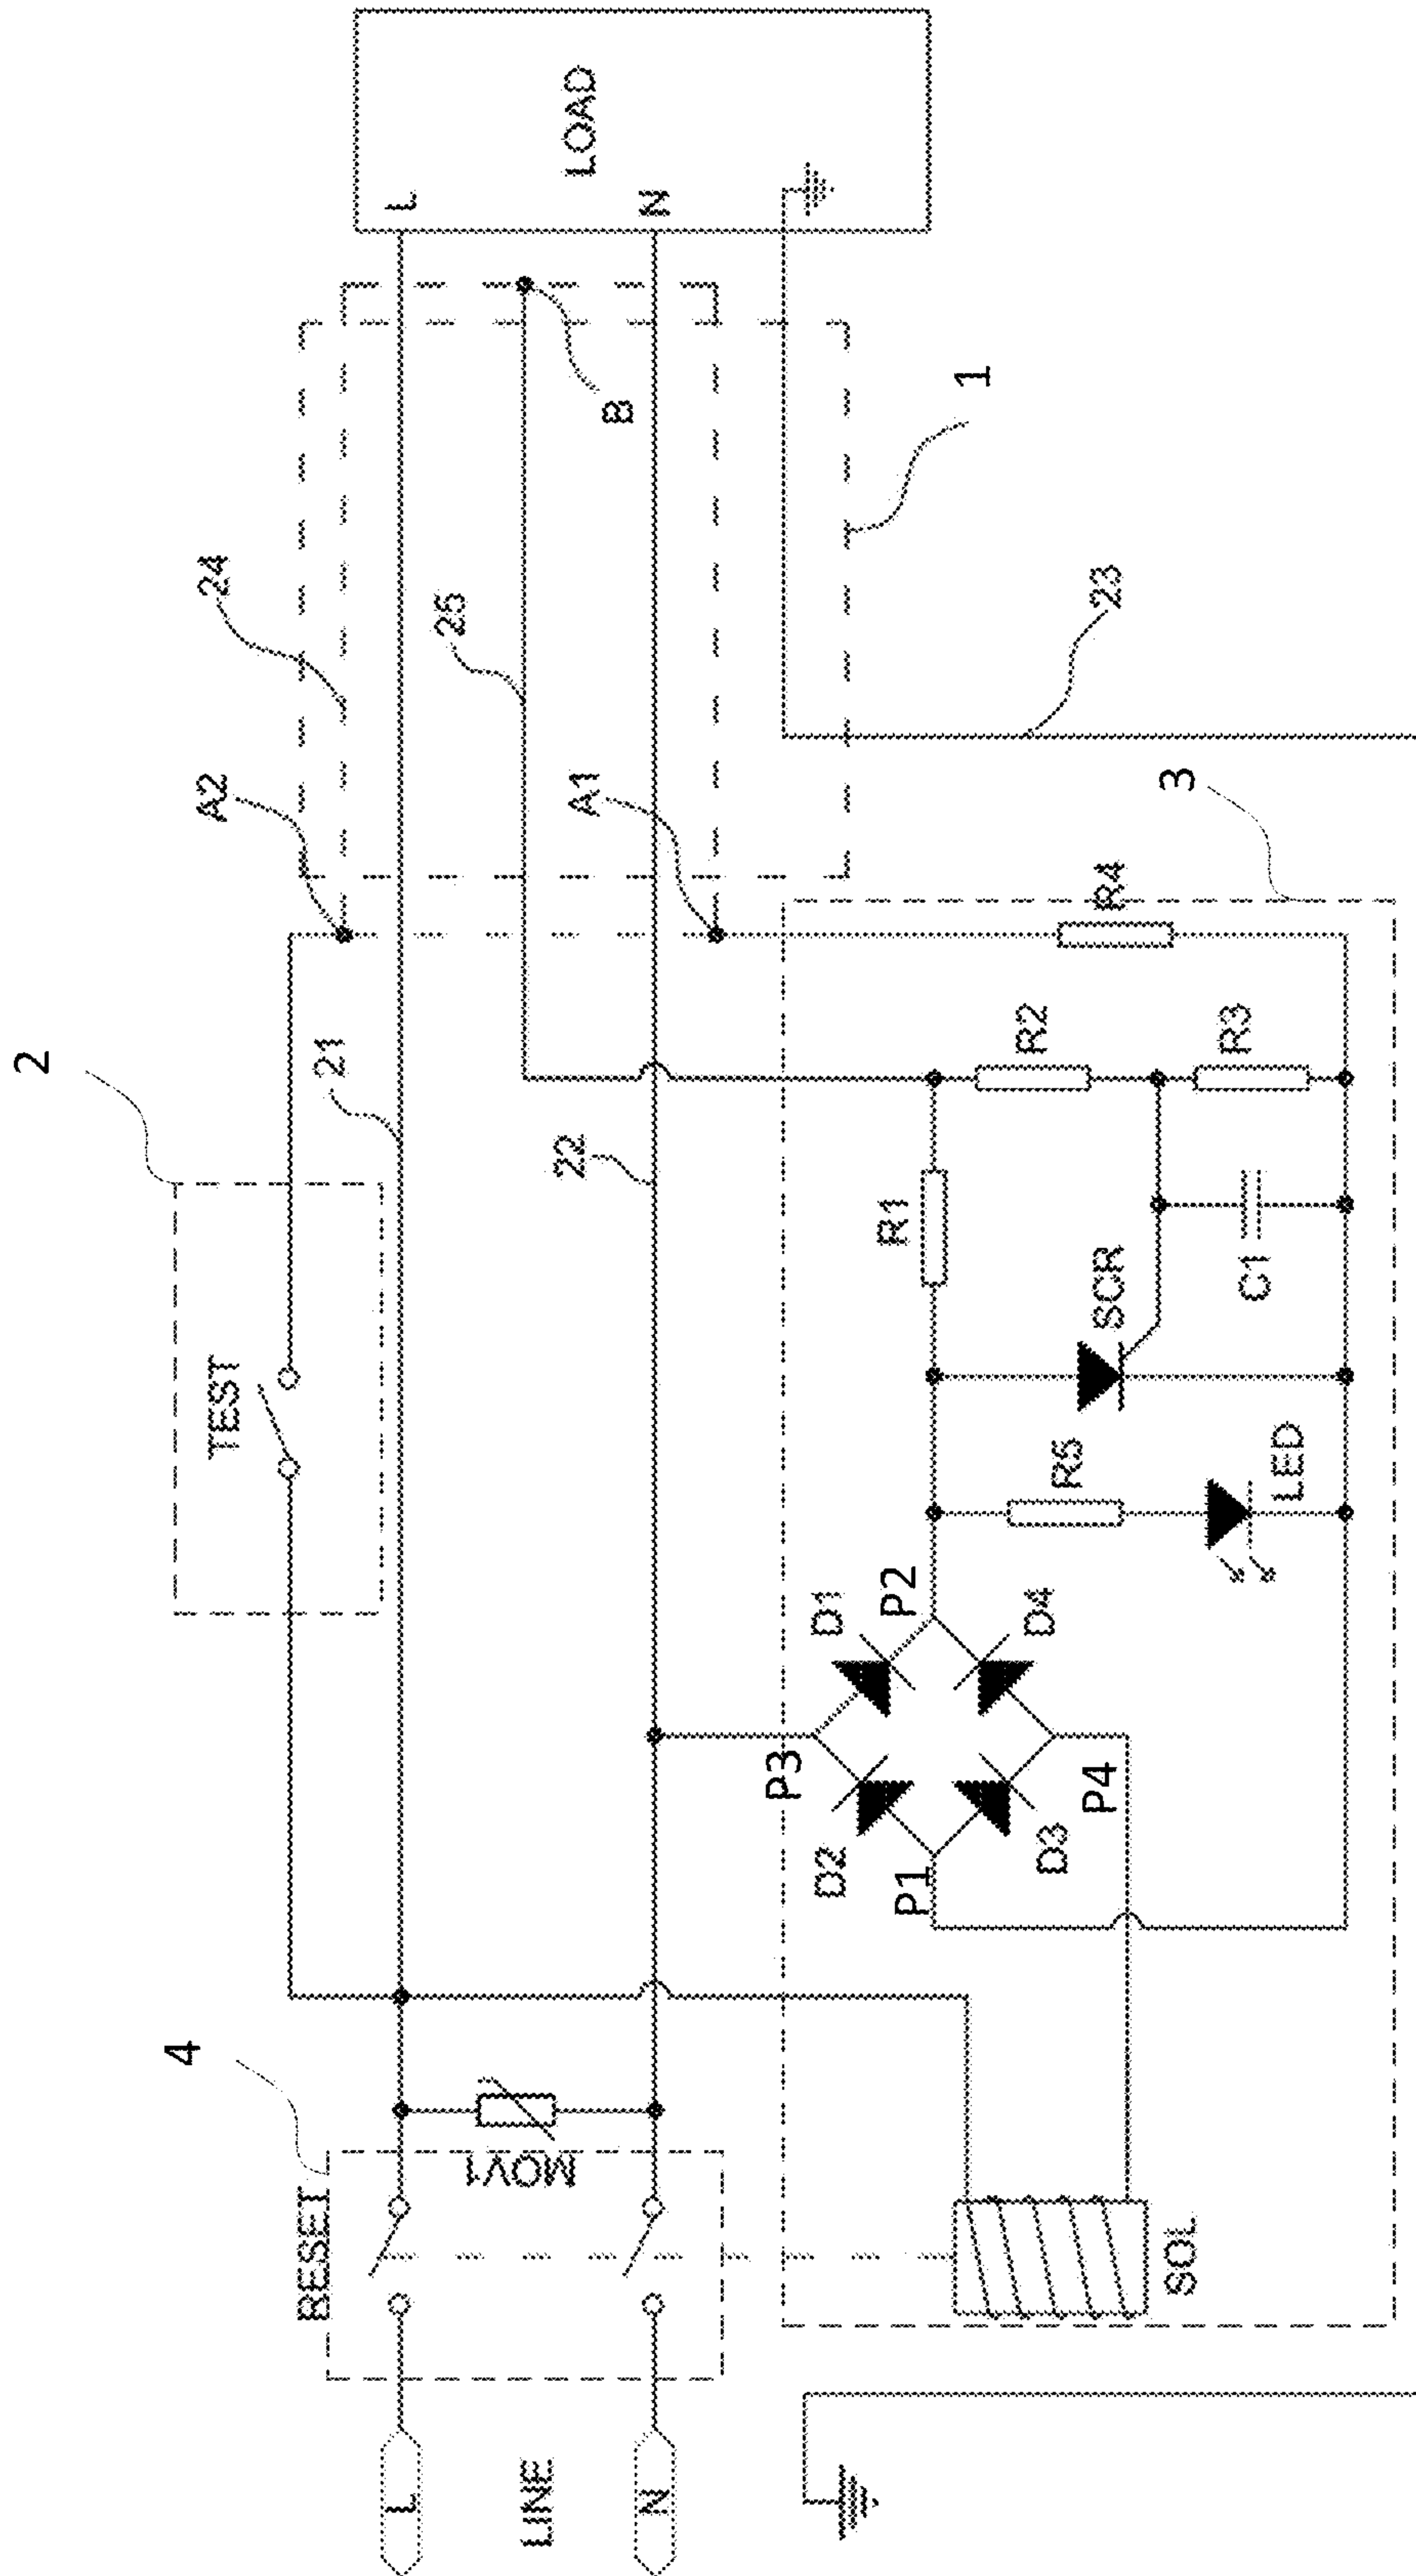 LOAD
L
N
B
1
24
25
23
A2
A1
3
R4
2
21
22
R2
R3
R1
TEST
SCR
C1
R5
LED
D1
P2
D4
P3
P4
D2
P1
D3
4
MOV1
RESET
SOL
L
LINE
N